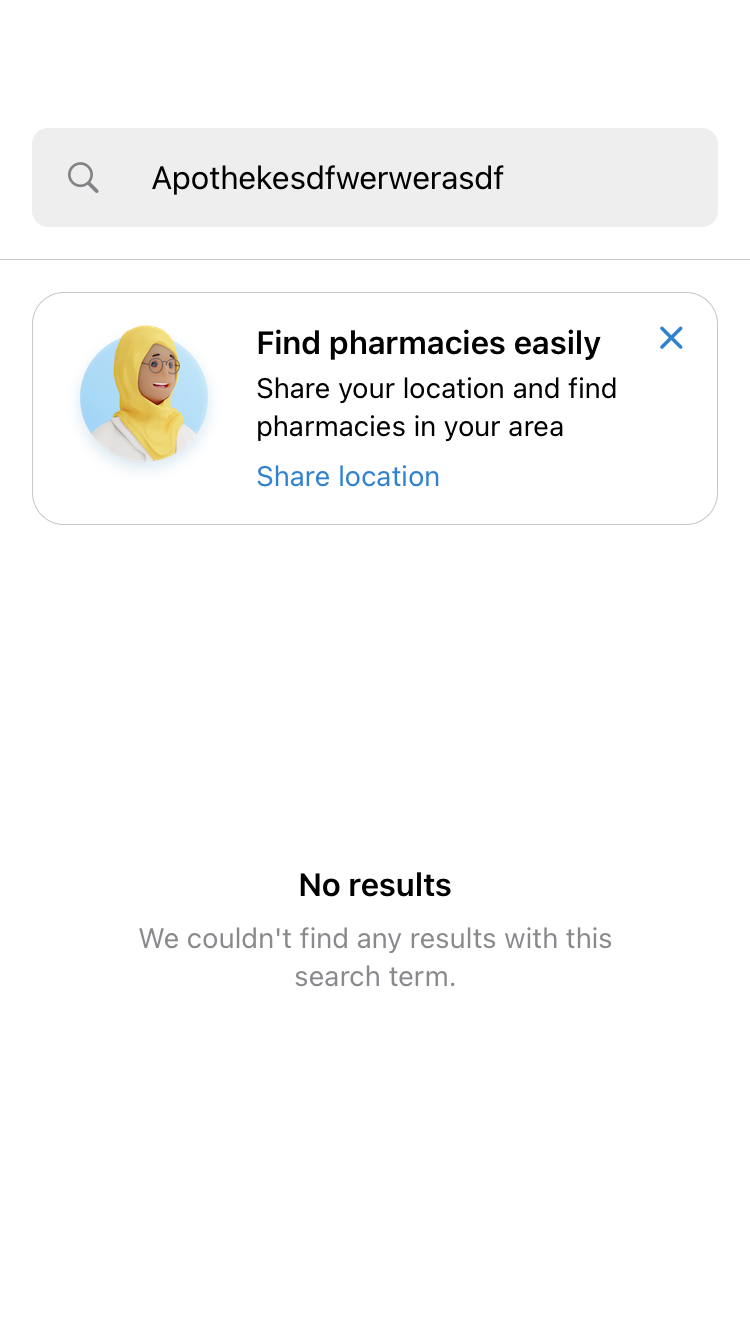 Apothekesdfwerwerasdf
Find pharmacies easily
Share your location and find
pharmacies in your area
Share location
No results
We couldn't find any results with this
search term.